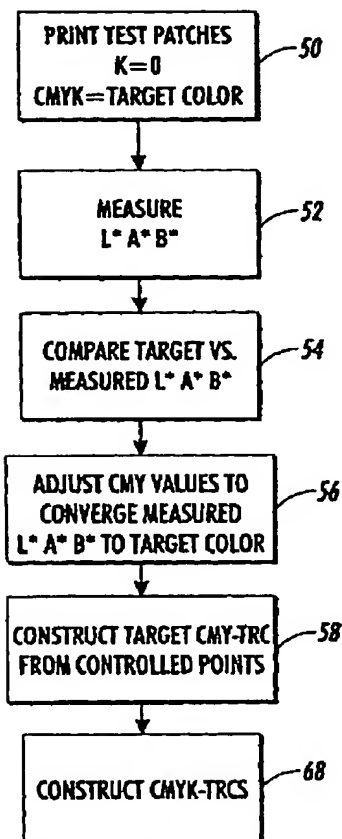 PRINT TEST PATCHES
K=0
CMYK=TARGET COLOR
50
MEASURE
L* A* B*
52
COMPARE TARGET VS.
MEASURED L* A* B*
54
ADJUST CMY VALUES TO
CONVERGE MEASURED
L* A* B* TO TARGET COLOR
56
CONSTRUCT TARGET CMY-TRC
FROM CONTROLLED POINTS
58
CONSTRUCT CMYK-TRCS
68